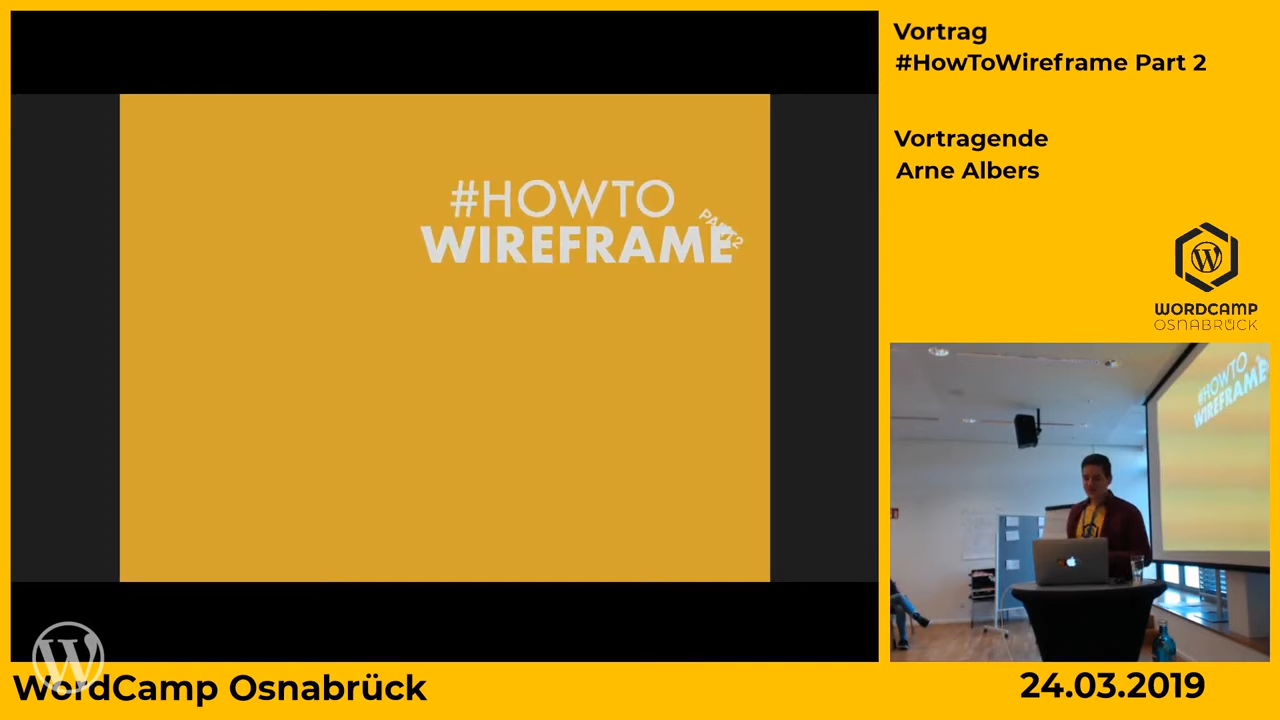 #HOWTO
WIREFRAME
PART 2
Vortrag
#HowToWireframe Part 2
Vortragende
Arne Albers
WORDCAMP
OSNABRÜCK
#HOWTO
WIREFRAME
WordCamp Osnabrück
24.03.2019